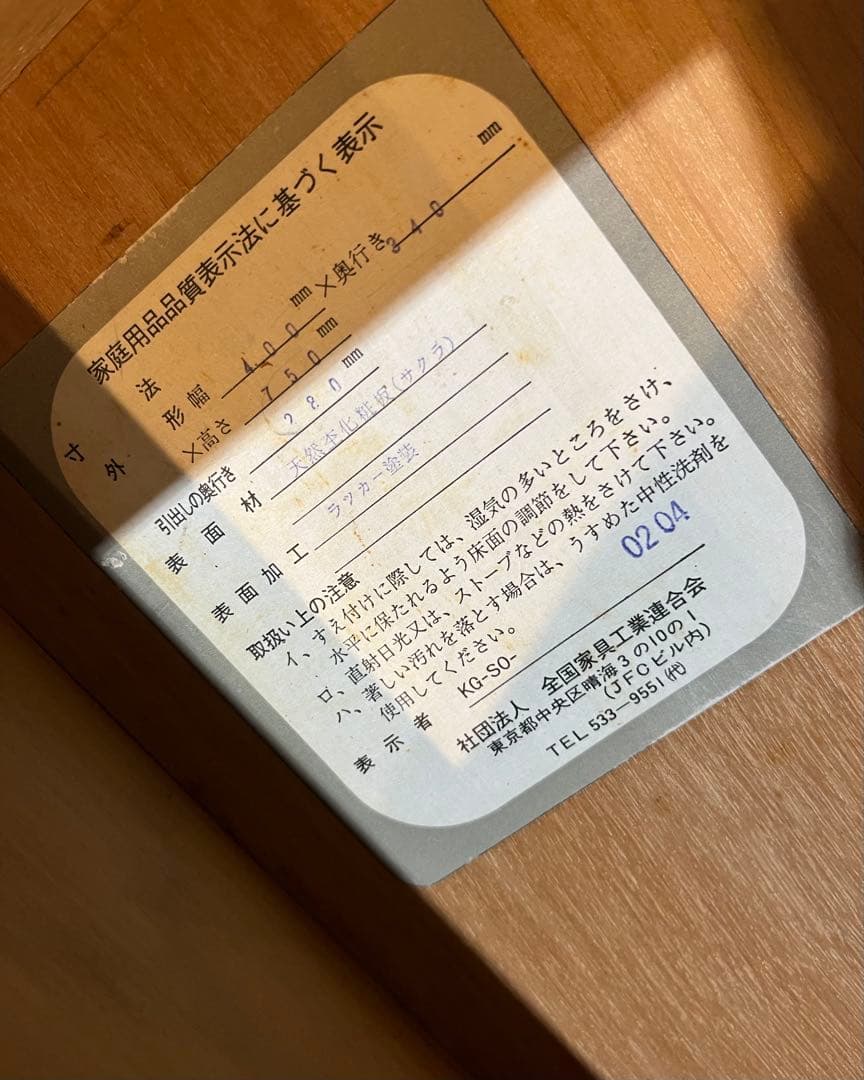 家庭用品品質表示法に基づく表示
寸法
外形幅 400 mm × 奥行き 340 mm
×高さ 750 mm
引出しの奥行き 280 mm
表面材 天然杢化粧板(サクラ)
表面加工 ラッカー塗装
取扱い上の注意
イ、すえ付けに際しては、湿気の多いところをさけ、
水平に保たれるよう床面の調節をして下さい。
ロ、直射日光又は、ストーブなどの熱をさけて下さい。
ハ、著しい汚れを落とす場合は、うすめた中性洗剤を
使用してください。
0204
表示者 KG-SO-
社団法人 全国家具工業連合会
東京都中央区晴海3の10の1
(JFCビル内)
TEL 533-9551(代)